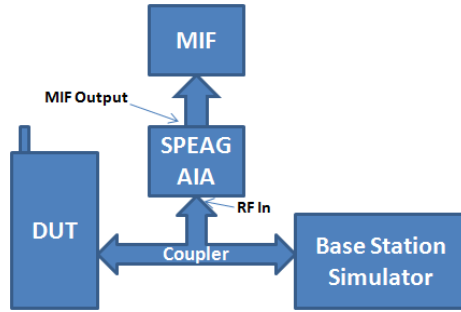 MIF
MIF Output
SPEAG
AIA
RF In
DUT
Coupler
Base Station
Simulator